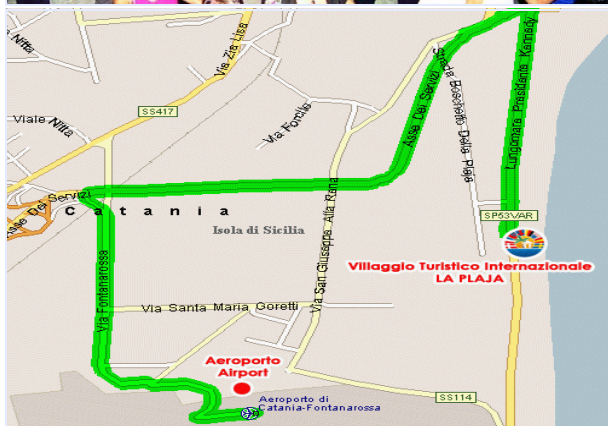 Via Nitta
Via Zia Lisa
SS417
Viale Nitta
Via Forcile
Asse Dei Servizi
Strada Boschetto Della Plaja
Lungomare Presidente Kennedy
Asse Dei Servizi
Catania
Isola di Sicilia
Via San Giuseppe Alla Rena
SP53VAR
Villaggio Turistico Internazionale
LA PLAJA
Via Fontanarossa
Via Santa Maria Goretti
Aeroporto
Airport
SS114
Aeroporto di
Catania-Fontanarossa